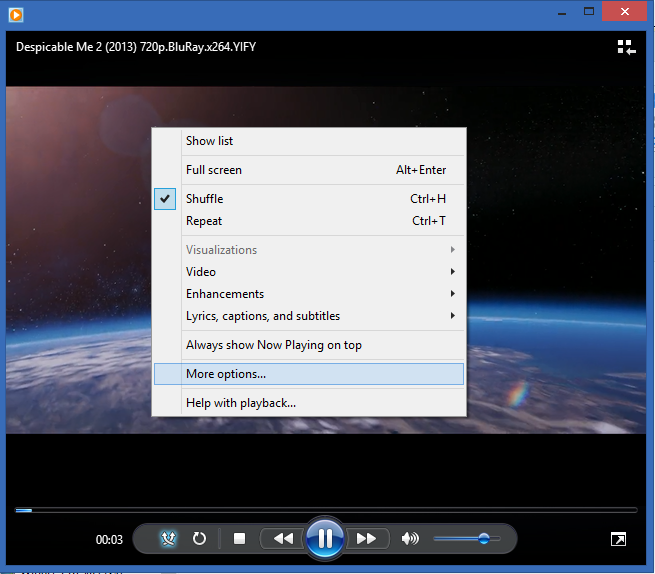 Despicable Me 2 (2013) 720p.BluRay.x264.YIFY
Show list
Full screen Alt+Enter
Shuffle Ctrl+H
Repeat Ctrl+T
Visualizations
Video
Enhancements
Lyrics, captions, and subtitles
Always show Now Playing on top
More options...
Help with playback...
00:03